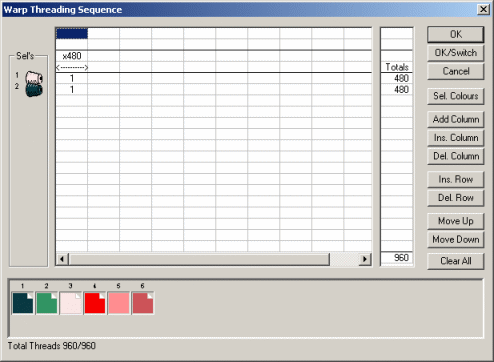 Warp Threading Sequence
OK
OK/Switch
Cancel
Sel. Colours
Add Column
Ins. Column
Del. Column
Ins. Row
Del. Row
Move Up
Move Down
Clear All
Sel's
x480
<---------->
Totals
1 1 480
2 1 480
960
1 2 3 4 5 6
Total Threads 960/960